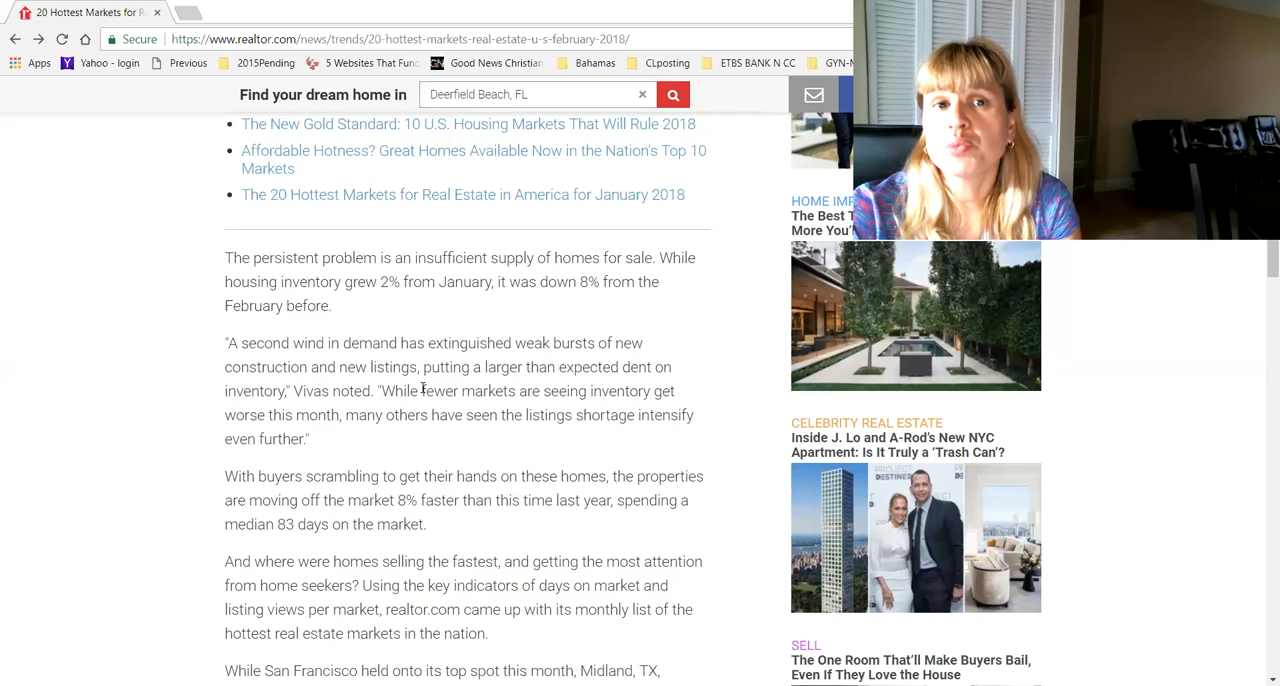 20 Hottest Markets for R
Secure
https://www.realtor.com/news/trends/20-hottest-markets-real-estate-u-s-february-2018/
Apps Yahoo - login Previous 2015Pending 5 Websites That Fun Good News Christian Bahamas CLposting ETBS BANK N CC GYN-N
Find your dream home in
Deerfield Beach, FL
The New Gold Standard: 10 U.S. Housing Markets That Will Rule 2018
Affordable Hotness? Great Homes Available Now in the Nation's Top 10
Markets
The 20 Hottest Markets for Real Estate in America for January 2018
The persistent problem is an insufficient supply of homes for sale. While
housing inventory grew 2% from January, it was down 8% from the
February before.
"A second wind in demand has extinguished weak bursts of new
construction and new listings, putting a larger than expected dent on
inventory," Vivas noted. "While fewer markets are seeing inventory get
worse this month, many others have seen the listings shortage intensify
even further."
With buyers scrambling to get their hands on these homes, the properties
are moving off the market 8% faster than this time last year, spending a
median 83 days on the market.
And where were homes selling the fastest, and getting the most attention
from home seekers? Using the key indicators of days on market and
listing views per market, realtor.com came up with its monthly list of the
hottest real estate markets in the nation.
While San Francisco held onto its top spot this month, Midland, TX,
HOME IMP
The Best T
More You'
CELEBRITY REAL ESTATE
Inside J. Lo and A-Rod's New NYC
Apartment: Is It Truly a 'Trash Can'?
PROJECT
DESTINED
SELL
The One Room That'll Make Buyers Bail,
Even If They Love the House